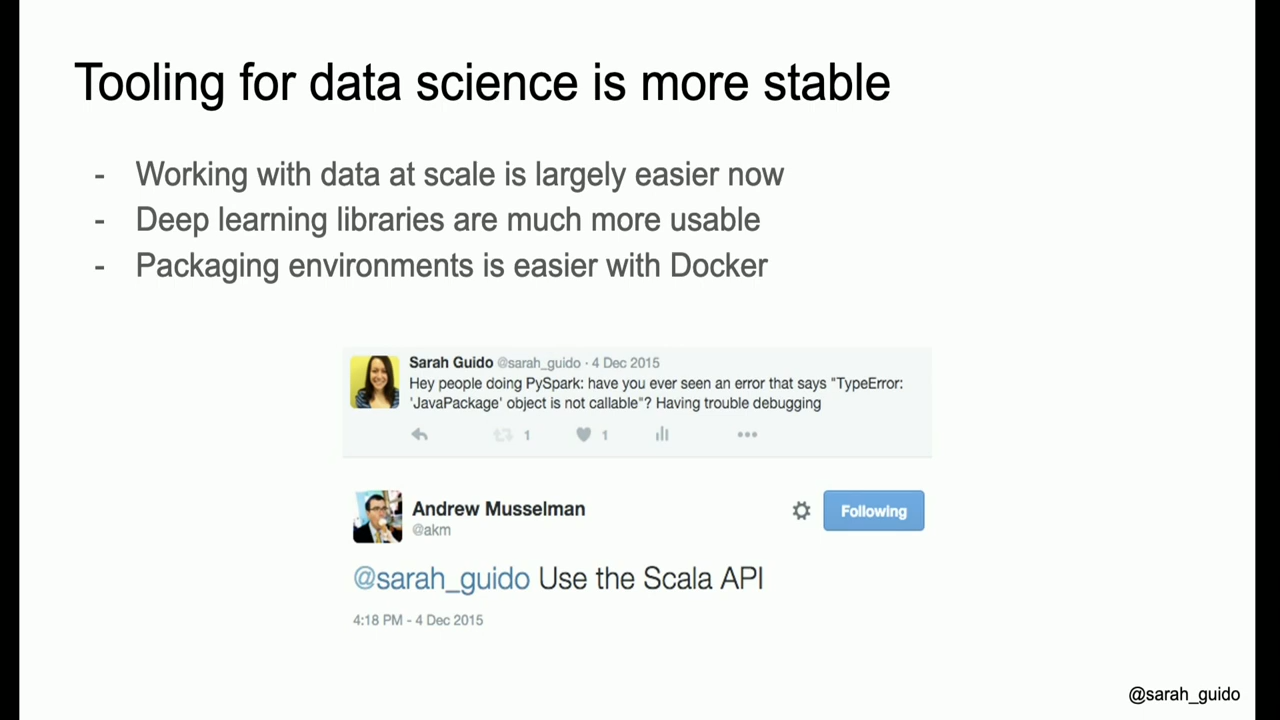 Tooling for data science is more stable
- Working with data at scale is largely easier now
- Deep learning libraries are much more usable
- Packaging environments is easier with Docker
Sarah Guido @sarah_guido · 4 Dec 2015
Hey people doing PySpark: have you ever seen an error that says "TypeError:
'JavaPackage' object is not callable"? Having trouble debugging
1 1
Andrew Musselman
@akm
Following
@sarah_guido Use the Scala API
4:18 PM - 4 Dec 2015
@sarah_guido